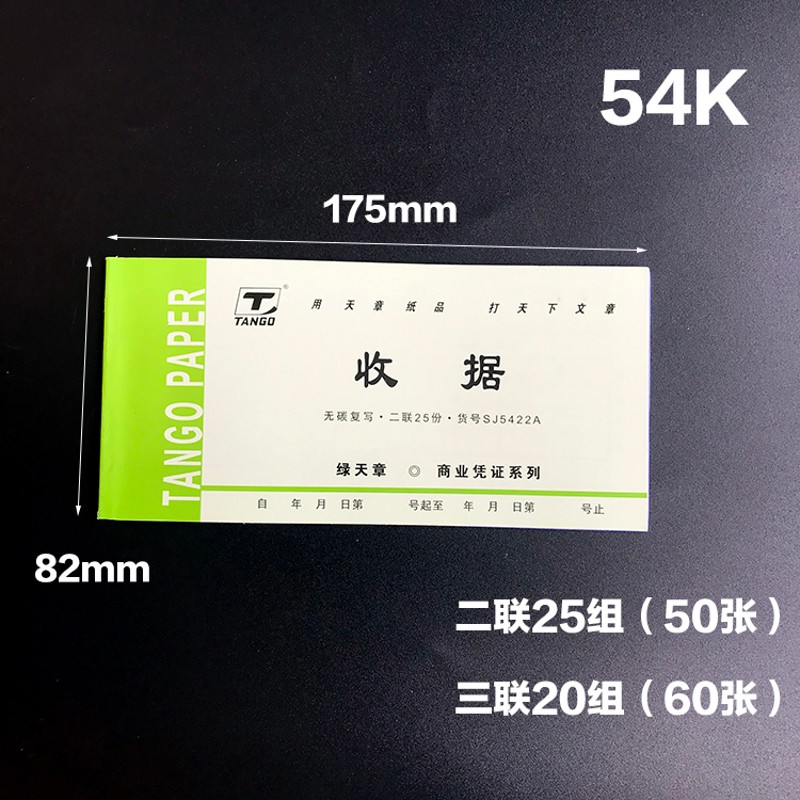 54K
175mm
TANGO PAPER
TANGO
®
用天章纸品 打天下文章
收据
无碳复写·二联25份·货号SJ5422A
绿天章 ◎ 商业凭证系列
自 年 月 日第 号起至 年 月 日第 号止
82mm
二联25组（50张）
三联20组（60张）